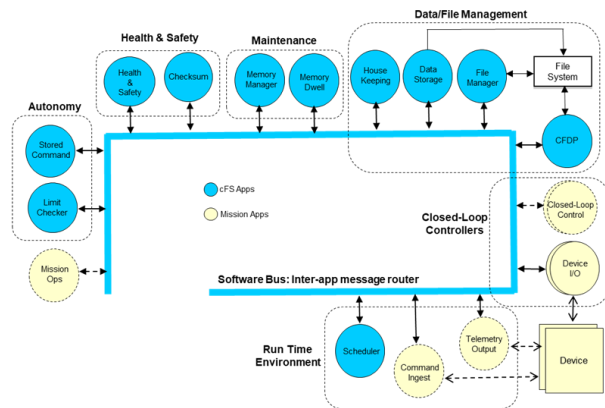 Data/File Management
Health & Safety
Maintenance
Health
&
Safety
Checksum
Memory
Manager
Memory
Dwell
House
Keeping
Data
Storage
File
Manager
File
System
CFDP
Autonomy
Stored
Command
Limit
Checker
Mission
Ops
cFS Apps
Mission Apps
Closed-Loop
Controllers
Closed-Loop
Control
Device
I/O
Software Bus: Inter-app message router
Run Time
Environment
Scheduler
Command
Ingest
Telemetry
Output
Device